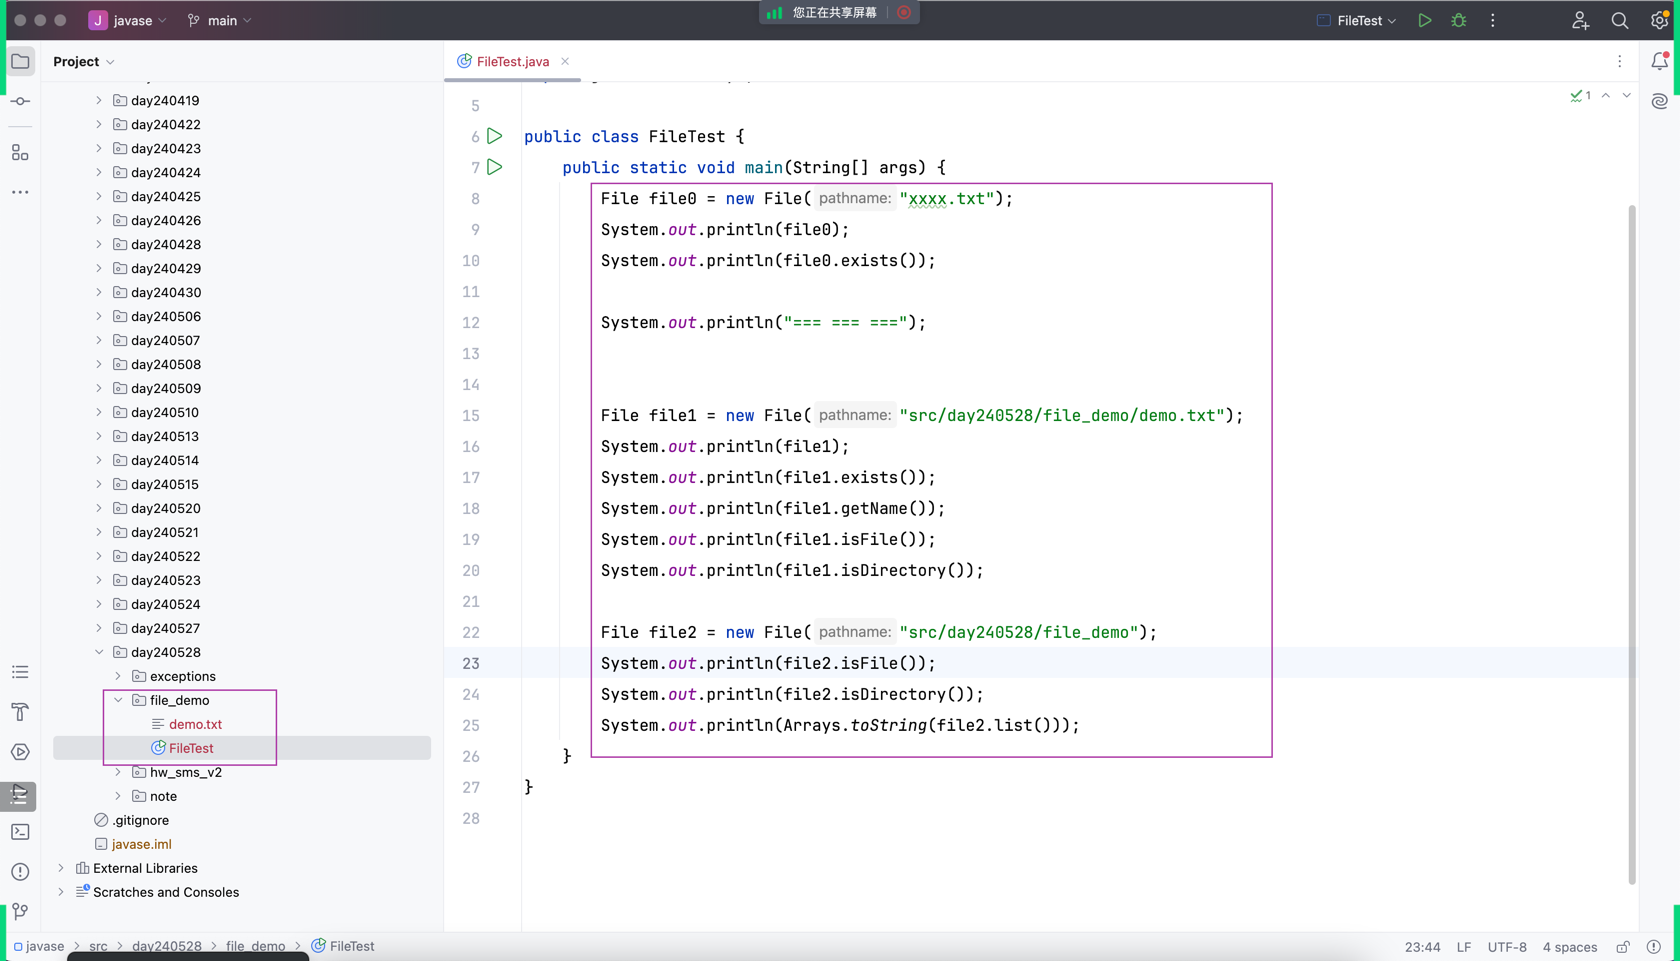 J javase main 您正在共享屏幕 FileTest
Project
FileTest.java
day240419
day240422
day240423
day240424
day240425
day240426
day240428
day240429
day240430
day240506
day240507
day240508
day240509
day240510
day240513
day240514
day240515
day240520
day240521
day240522
day240523
day240524
day240527
day240528
exceptions
file_demo
demo.txt
FileTest
hw_sms_v2
note
.gitignore
javase.iml
External Libraries
Scratches and Consoles
1
5
6 public class FileTest {
7 public static void main(String[] args) {
8 File file0 = new File( pathname: "xxxx.txt");
9 System.out.println(file0);
10 System.out.println(file0.exists());
11
12 System.out.println("=== === ===");
13
14
15 File file1 = new File( pathname: "src/day240528/file_demo/demo.txt");
16 System.out.println(file1);
17 System.out.println(file1.exists());
18 System.out.println(file1.getName());
19 System.out.println(file1.isFile());
20 System.out.println(file1.isDirectory());
21
22 File file2 = new File( pathname: "src/day240528/file_demo");
23 System.out.println(file2.isFile());
24 System.out.println(file2.isDirectory());
25 System.out.println(Arrays.toString(file2.list()));
26 }
27 }
28
javase > src > day240528 > file_demo > FileTest
23:44 LF UTF-8 4 spaces